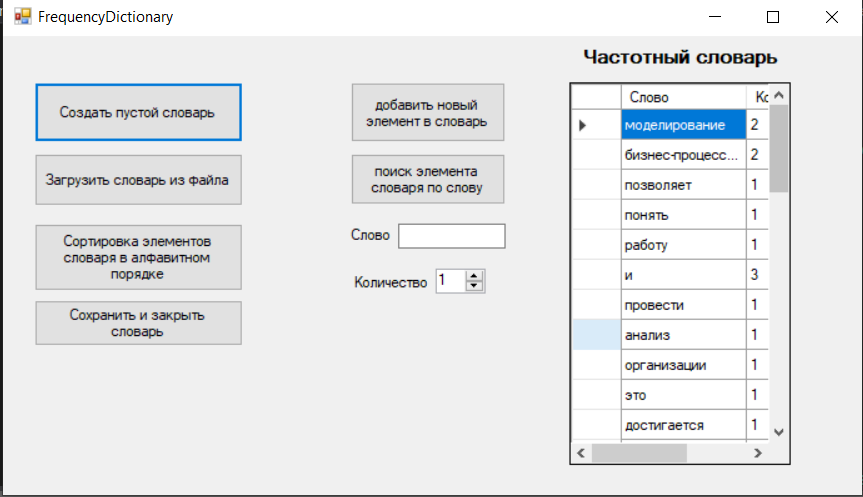 FrequencyDictionary
Создать пустой словарь
Загрузить словарь из файла
Сортировка элементов
словаря в алфавитном
порядке
Сохранить и закрыть
словарь
добавить новый
элемент в словарь
поиск элемента
словаря по слову
Слово
Количество 1
Частотный словарь
Слово Кс
моделирование 2
бизнес-процесс... 2
позволяет 1
понять 1
работу 1
и 3
провести 1
анализ 1
организации 1
это 1
достигается 1